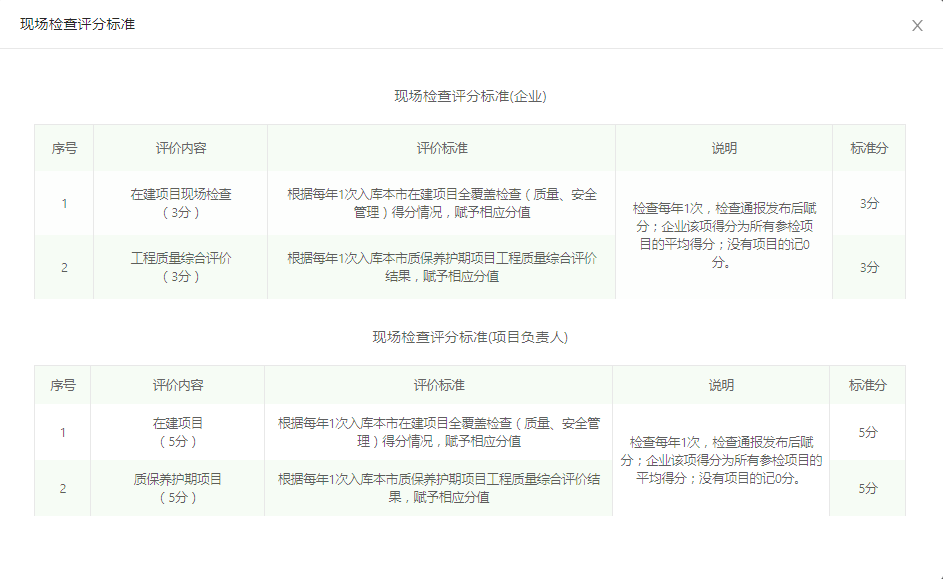 现场检查评分标准
现场检查评分标准(企业)
序号 评价内容 评价标准 说明 标准分
1
在建项目现场检查
（3分）
根据每年1次入库本市在建项目全覆盖检查（质量、安全
管理）得分情况，赋予相应分值
检查每年1次，检查通报发布后赋
分；企业该项得分为所有参检项
目的平均得分；没有项目的记0
分。
3分
2
工程质量综合评价
（3分）
根据每年1次入库本市质保养护期项目工程质量综合评价
结果，赋予相应分值
3分
现场检查评分标准(项目负责人)
序号 评价内容 评价标准 说明 标准分
1
在建项目
（5分）
根据每年1次入库本市在建项目全覆盖检查（质量、安全管
理）得分情况，赋予相应分值
检查每年1次，检查通报发布后赋
分；企业该项得分为所有参检项目的
平均得分；没有项目的记0分。
5分
2
质保养护期项目
（5分）
根据每年1次入库本市质保养护期项目工程质量综合评价结
果，赋予相应分值
5分